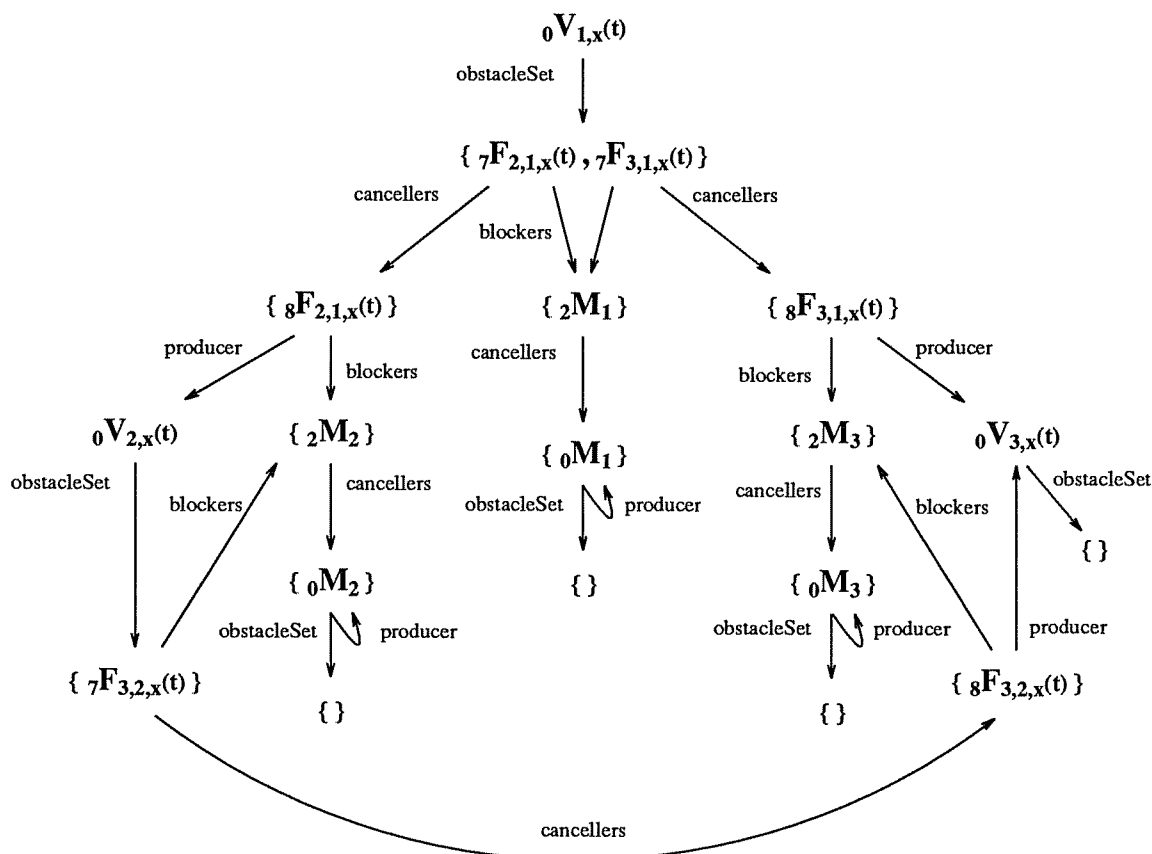 ₀V₁,ₓ(t)
obstacleSet
{ ₇F₂,₁,ₓ(t) , ₇F₃,₁,ₓ(t) }
cancellers
cancellers
blockers
{ ₈F₂,₁,ₓ(t) }
{ ₂M₁ }
{ ₈F₃,₁,ₓ(t) }
producer
blockers
cancellers
blockers
producer
₀V₂,ₓ(t)
{ ₂M₂ }
{ ₀M₁ }
{ ₂M₃ }
₀V₃,ₓ(t)
obstacleSet
blockers
cancellers
obstacleSet
producer
cancellers
blockers
obstacleSet
{ }
{ }
{ ₀M₂ }
{ ₀M₃ }
obstacleSet
producer
obstacleSet
producer
producer
{ ₇F₃,₂,ₓ(t) }
{ }
{ }
{ ₈F₃,₂,ₓ(t) }
cancellers